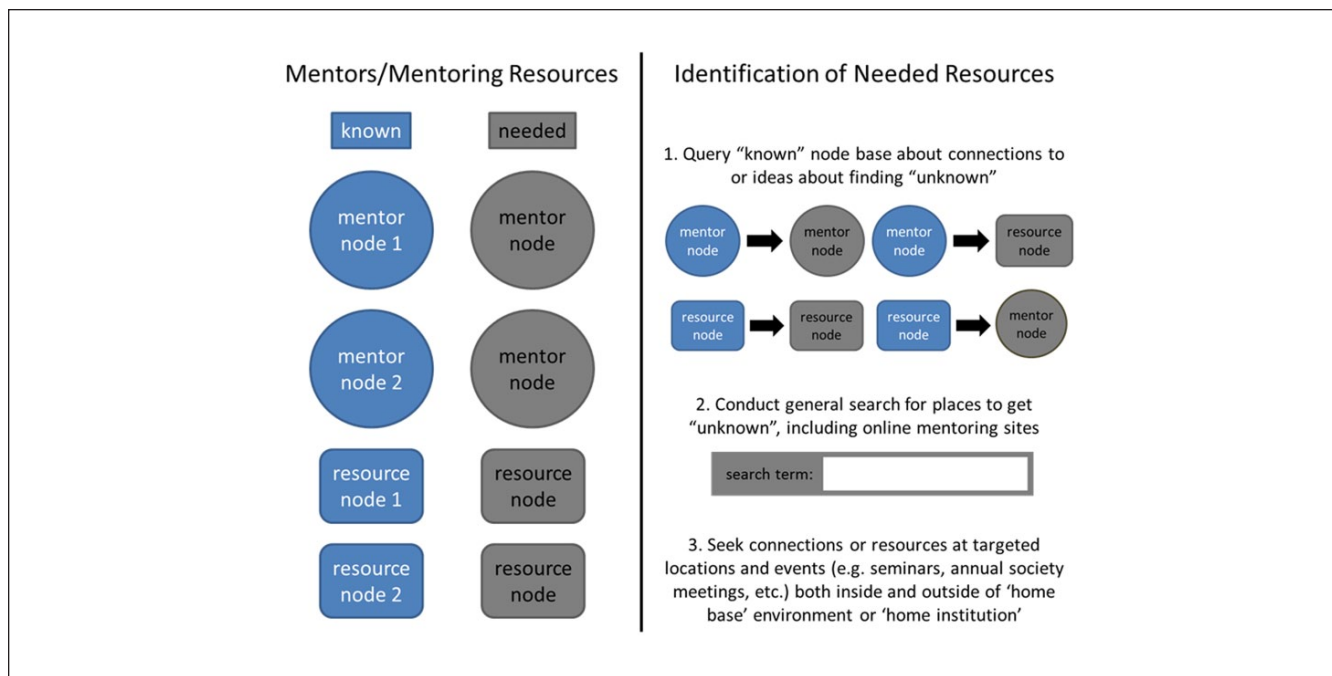 Mentors/Mentoring Resources
known
needed
mentor
node 1
mentor
node
mentor
node 2
mentor
node
resource
node 1
resource
node
resource
node 2
resource
node
Identification of Needed Resources
1. Query “known” node base about connections to
or ideas about finding “unknown”
mentor
node
mentor
node
mentor
node
resource
node
resource
node
resource
node
resource
node
mentor
node
2. Conduct general search for places to get
“unknown”, including online mentoring sites
search term:
3. Seek connections or resources at targeted
locations and events (e.g. seminars, annual society
meetings, etc.) both inside and outside of ‘home
base’ environment or ‘home institution’